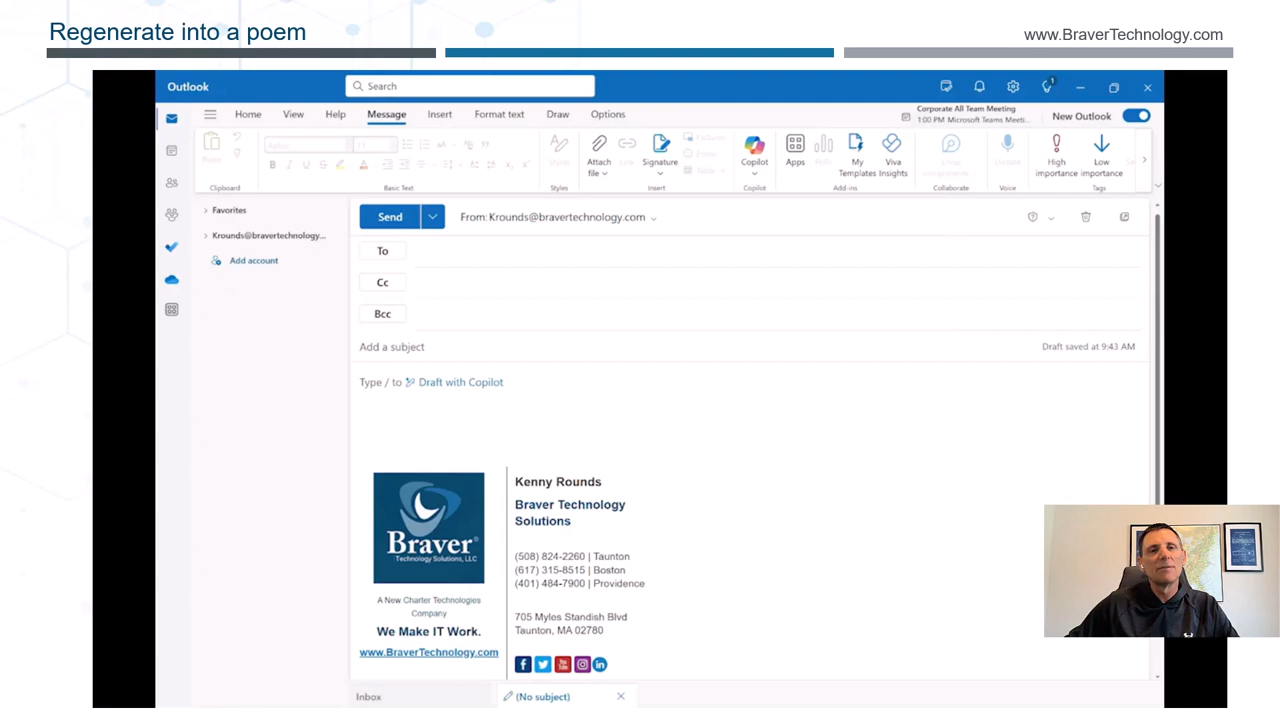 Regenerate into a poem
www.BraverTechnology.com
Outlook
Search
1
Home View Help Message Insert Format text Draw Options
Corporate All Team Meeting
1:00 PM Microsoft Teams Meeti...
New Outlook
Attach file
Signature
Copilot
Apps
My Templates
Viva Insights
High importance
Low importance
Clipboard
Basic Text
Styles
Insert
Copilot
Add-ins
Collaborate
Voice
Tags
Favorites
Krounds@bravertechnology...
Add account
Send
From: Krounds@bravertechnology.com
To
Cc
Bcc
Add a subject
Draft saved at 9:43 AM
Type / to Draft with Copilot
Braver®
Technology Solutions, LLC
A New Charter Technologies
Company
We Make IT Work.
www.BraverTechnology.com
Kenny Rounds
Braver Technology
Solutions
(508) 824-2260 | Taunton
(617) 315-8515 | Boston
(401) 484-7900 | Providence
705 Myles Standish Blvd
Taunton, MA 02780
Inbox
(No subject)